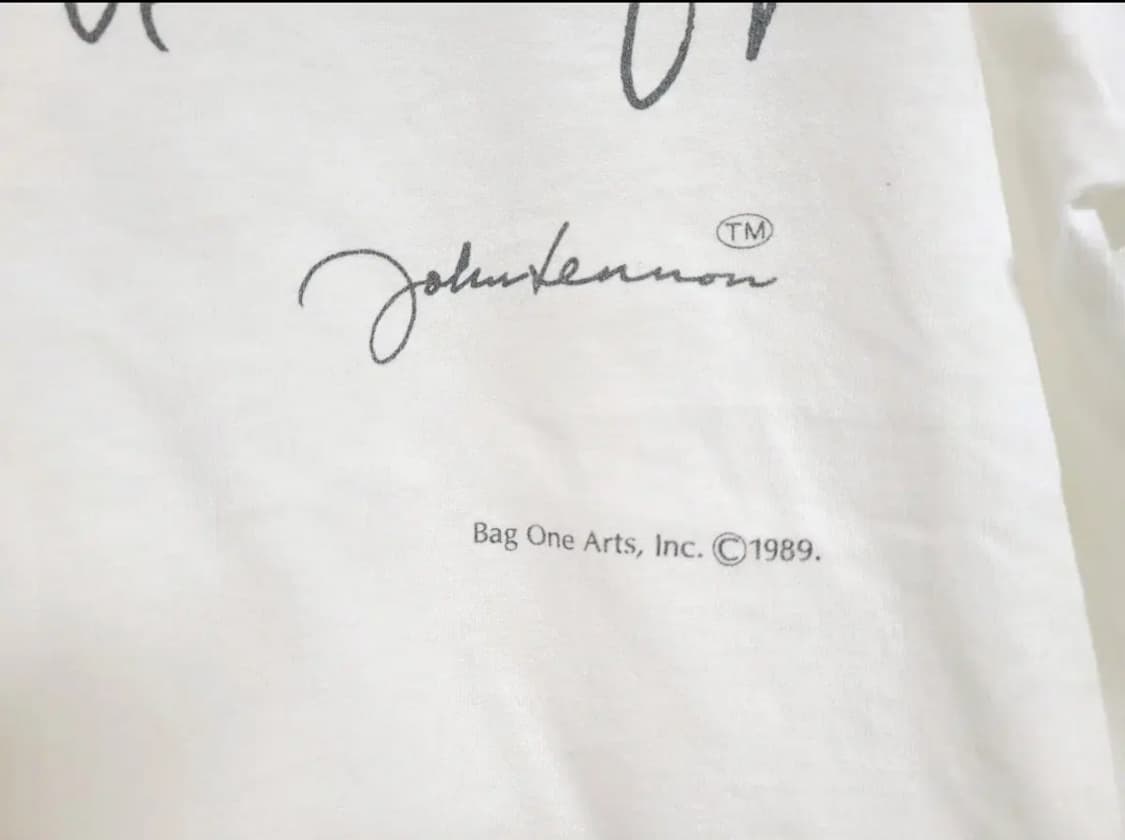 John Lennon TM
Bag One Arts, Inc. ©1989.